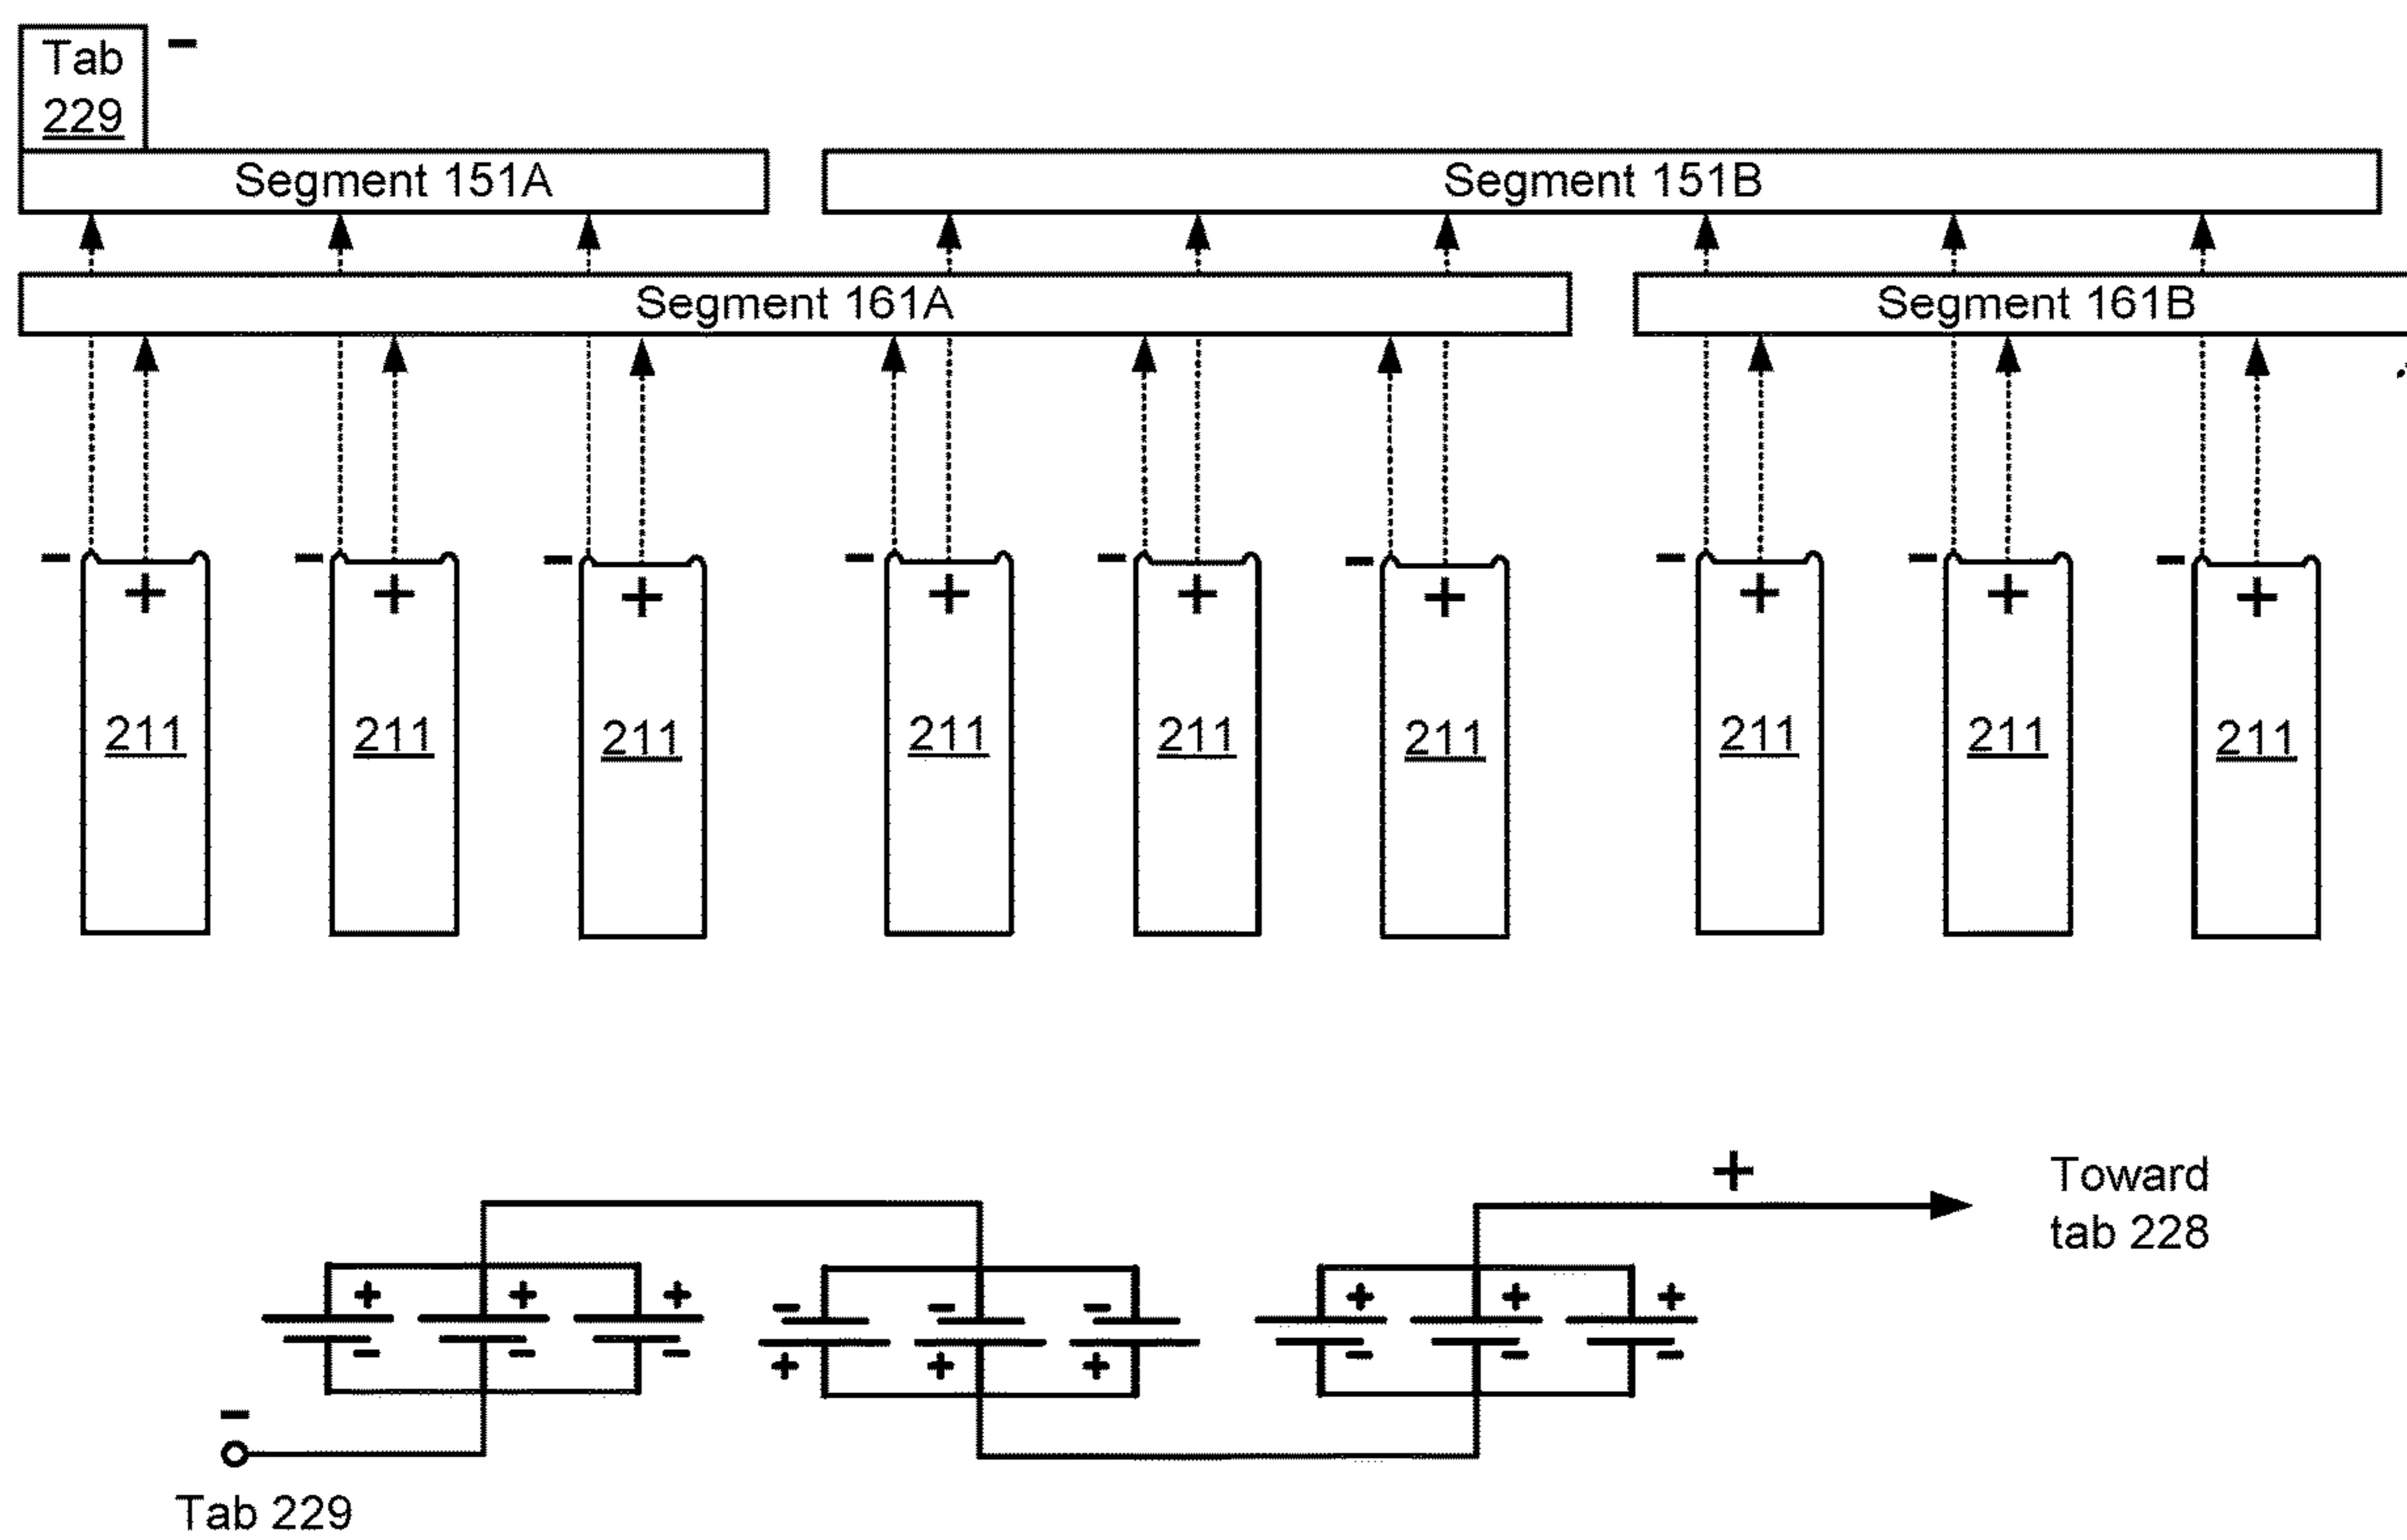 Tab -
229
Segment 151A Segment 151B
Segment 161A Segment 161B
- - - - - - - - -
+ + + + + + + + +
211 211 211 211 211 211 211 211 211
+ Toward
tab 228
+ + + - - - + + +
- - - + + + - - -
-
Tab 229